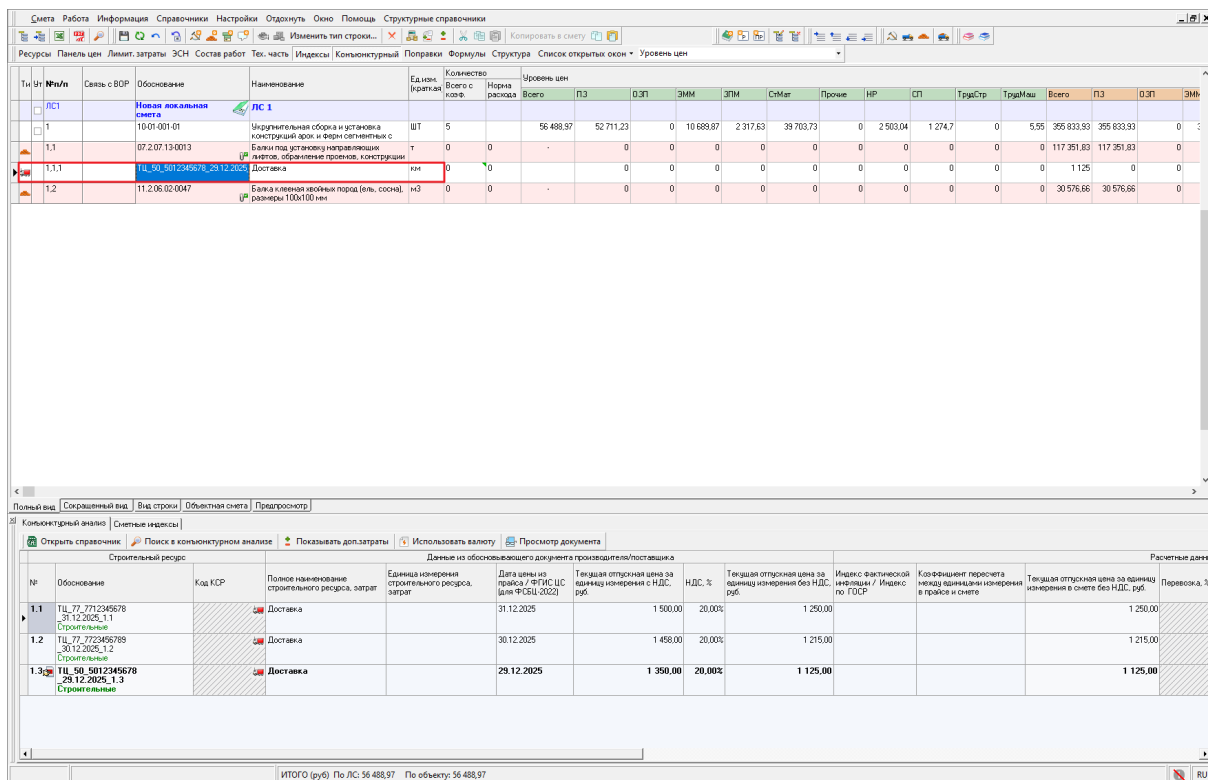 Смета Работа Информация Справочники Настройки Отдохнуть Окно Помощь Структурные справочники
Изменить тип строки... Копировать в смету
Ресурсы Панель цен Лимит.затраты ЭСН Состав работ Тех. часть Индексы Конъюнктурный Поправки Формулы Структура Список открытых окон Уровень цен
Ти Уг №п/п Связь с ВОР Обоснование Наименование Ед.изм. (краткая Количество Всего с коэф. Норма расхода Уровень цен
Всего ПЗ ОЗП ЭММ ЗПМ СтМат Прочие НР СП ТрудСтр ТрудМаш Всего ПЗ ОЗП ЭММ
ЛС1 Новая локальная смета ЛС 1
1 10-01-001-01 Укрупнительная сборка и установка конструкций арок и ферм сегментных с ШТ 5 56 488,97 52 711,23 0 10 689,87 2 317,63 39 703,73 0 2 503,04 1 274,7 0 5,55 355 833,93 355 833,93 0 3
1,1 07.2.07.13-0013 Балки под установку направляющих лифтов, обрамление проемов, конструкции т 0 0 - 0 0 0 0 0 0 0 0 0 0 117 351,83 117 351,83 0
1,1,1 ТЦ_50_5012345678_29.12.2025_ Доставка км 0 0 0 0 0 0 0 0 0 0 0 0 1 125 0 0
1,2 11.2.06.02-0047 Балка клееная хвойных пород (ель, сосна), размеры 100х100 мм м3 0 0 - 0 0 0 0 0 0 0 0 0 0 30 576,66 30 576,66 0
Полный вид Сокращенный вид Вид строки Объектная смета Предпросмотр
Конъюнктурный анализ Сметные индексы
Открыть справочник Поиск в конъюнктурном анализе Показывать доп.затраты Использовать валюту Просмотр документа
Строительный ресурс Данные из обосновывающего документа производителя/поставщика Расчетные данн
№ Обоснование Код КСР Полное наименование строительного ресурса, затрат Единица измерения строительного ресурса, затрат Дата цены из прайса / ФГИС ЦС (для ФСБЦ-2022) Текущая отпускная цена за единицу измерения с НДС, руб. НДС, % Текущая отпускная цена за единицу измерения без НДС, руб. Индекс фактической инфляции / Индекс по ГОСР Коэффициент пересчета между единицами измерения в прайсе и смете Текущая отпускная цена за единицу измерения в смете без НДС, руб. Перевозка, %
1.1 ТЦ_77_7712345678 Доставка 31.12.2025 1 500,00 20,00% 1 250,00 1 250,00
_31.12.2025_1.1
Строительные
1.2 ТЦ_77_7723456789 Доставка 30.12.2025 1 458,00 20,00% 1 215,00 1 215,00
_30.12.2025_1.2
Строительные
1.3 ТЦ_50_5012345678 Доставка 29.12.2025 1 350,00 20,00% 1 125,00 1 125,00
_29.12.2025_1.3
Строительные
ИТОГО (руб) По ЛС: 56 488,97 По объекту: 56 488,97 RU